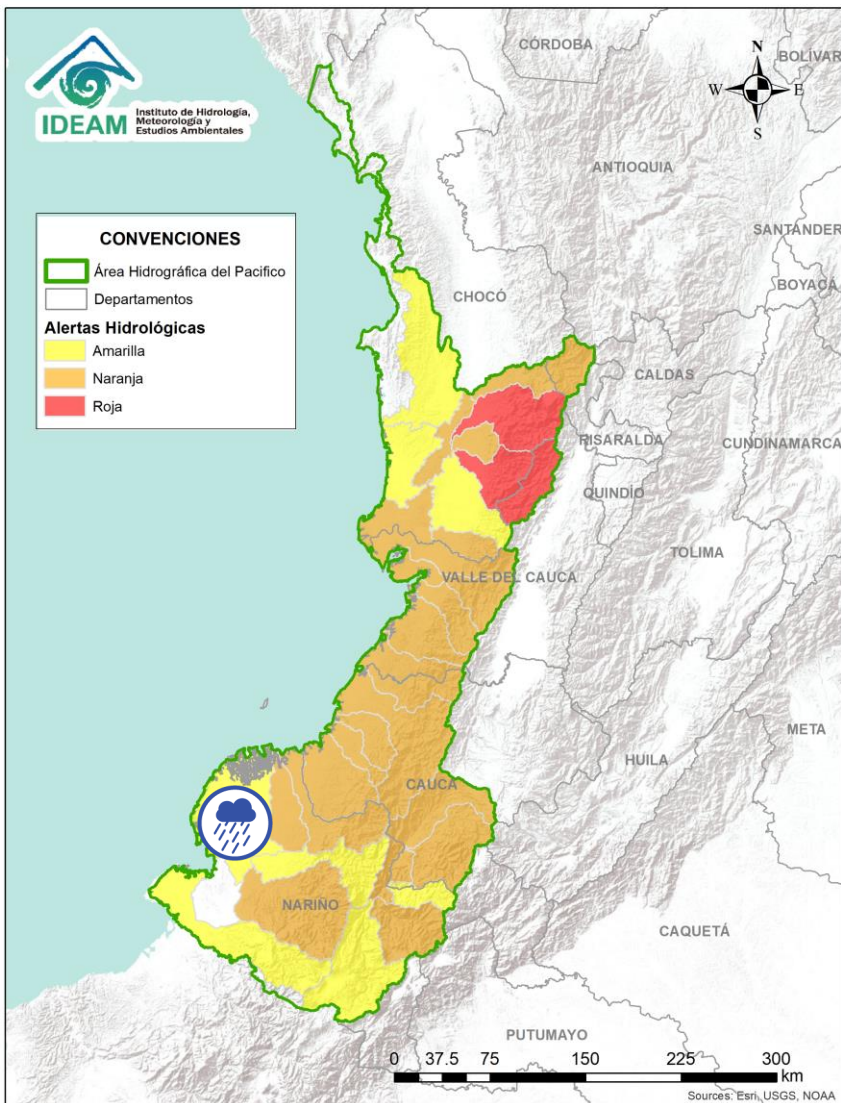 IDEAM
Instituto de Hidrología,
Meteorología y
Estudios Ambientales
CÓRDOBA
BOLÍVAR
N
W E
S
ANTIOQUIA
SANTANDER
BOYACÁ
CONVENCIONES
Área Hidrográfica del Pacifico
Departamentos
Alertas Hidrológicas
Amarilla
Naranja
Roja
CHOCÓ
CALDAS
RISARALDA
CUNDINAMARCA
QUINDÍO
TOLIMA
VALLE DEL CAUCA
META
HUILA
CAUCA
NARIÑO
CAQUETÁ
PUTUMAYO
0 37.5 75 150 225 300
km
Sources: Esri, USGS, NOAA